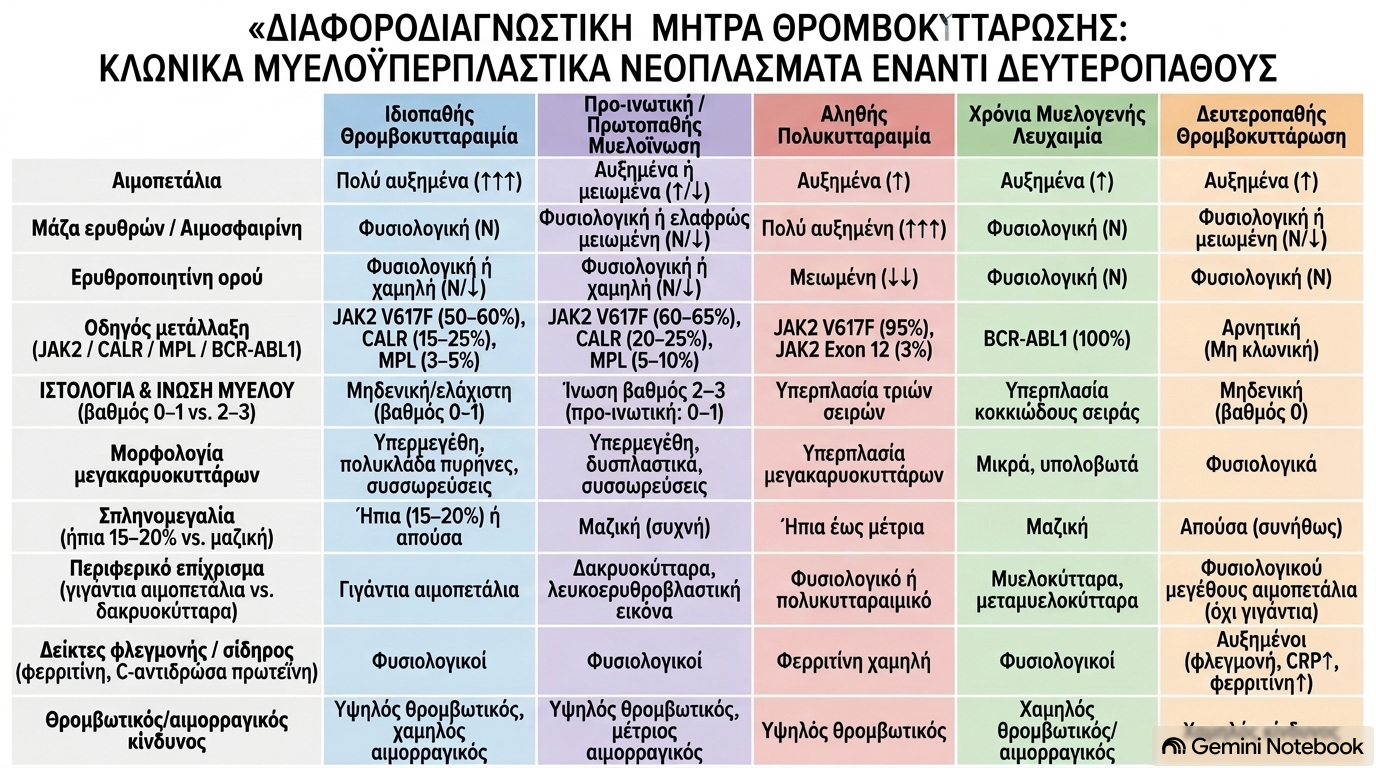 «ΔΙΑΦΟΡΟΔΙΑΓΝΩΣΤΙΚΗ ΜΗΤΡΑ ΘΡΟΜΒΟΚΥΤΤΑΡΩΣΗΣ:
ΚΛΩΝΙΚΑ ΜΥΕΛΟΫΠΕΡΠΛΑΣΤΙΚΑ ΝΕΟΠΛΑΣΜΑΤΑ ΕΝΑΝΤΙ ΔΕΥΤΕΡΟΠΑΘΟΥΣ
Ιδιοπαθής
Θρομβοκυτταραιμία
Προ-ινωτική /
Πρωτοπαθής
Μυελοΐνωση
Αληθής
Πολυκυτταραιμία
Χρόνια Μυελογενής
Λευχαιμία
Δευτεροπαθής
Θρομβοκυττάρωση
Αιμοπετάλια
Πολύ αυξημένα (↑↑↑)
Αυξημένα ή
μειωμένα (↑/↓)
Αυξημένα (↑)
Αυξημένα (↑)
Αυξημένα (↑)
Μάζα ερυθρών / Αιμοσφαιρίνη
Φυσιολογική (N)
Φυσιολογική ή ελαφρώς
μειωμένη (N/↓)
Πολύ αυξημένη (↑↑↑)
Φυσιολογική (N)
Φυσιολογική ή
μειωμένη (N/↓)
Ερυθροποιητίνη ορού
Φυσιολογική ή
χαμηλή (N/↓)
Φυσιολογική ή
χαμηλή (N/↓)
Μειωμένη (↓↓)
Φυσιολογική (N)
Φυσιολογική (N)
Οδηγός μετάλλαξη
(JAK2 / CALR / MPL / BCR-ABL1)
JAK2 V617F (50–60%),
CALR (15–25%),
MPL (3–5%)
JAK2 V617F (60–65%),
CALR (20–25%),
MPL (5–10%)
JAK2 V617F (95%),
JAK2 Exon 12 (3%)
BCR-ABL1 (100%)
Αρνητική
(Μη κλωνική)
ΙΣΤΟΛΟΓΙΑ & ΙΝΩΣΗ ΜΥΕΛΟΥ
(βαθμός 0–1 vs. 2–3)
Μηδενική/ελάχιστη
(βαθμός 0–1)
Ίνωση βαθμός 2–3
(προ-ινωτική: 0–1)
Υπερπλασία τριών
σειρών
Υπερπλασία
κοκκιώδους σειράς
Μηδενική
(βαθμός 0)
Μορφολογία
μεγακαρυοκυττάρων
Υπερμεγέθη,
πολυκλάδα πυρήνες,
συσσωρεύσεις
Υπερμεγέθη,
δυσπλαστικά,
συσσωρεύσεις
Υπερπλασία
μεγακαρυοκυττάρων
Μικρά, υπολοβωτά
Φυσιολογικά
Σπληνομεγαλία
(ήπια 15–20% vs. μαζική)
Ήπια (15–20%) ή
απούσα
Μαζική (συχνή)
Ήπια έως μέτρια
Μαζική
Απούσα (συνήθως)
Περιφερικό επίχρισμα
(γιγάντια αιμοπετάλια vs.
δακρυοκύτταρα)
Γιγάντια αιμοπετάλια
Δακρυοκύτταρα,
λευκοερυθροβλαστική
εικόνα
Φυσιολογικό ή
πολυκυτταραιμικό
Μυελοκύτταρα,
μεταμυελοκύτταρα
Φυσιολογικού
μεγέθους αιμοπετάλια
(όχι γιγάντια)
Δείκτες φλεγμονής / σίδηρος
(φερριτίνη, C-αντιδρώσα πρωτεΐνη)
Φυσιολογικοί
Φυσιολογικοί
Φερριτίνη χαμηλή
Φυσιολογικοί
Αυξημένοι
(φλεγμονή, CRP↑,
φερριτίνη↑)
Θρομβωτικός/αιμορραγικός
κίνδυνος
Υψηλός θρομβωτικός,
χαμηλός
αιμορραγικός
Υψηλός θρομβωτικός,
μέτριος
αιμορραγικός
Υψηλός θρομβωτικός
Χαμηλός
θρομβωτικός/
αιμορραγικός
Gemini Notebook